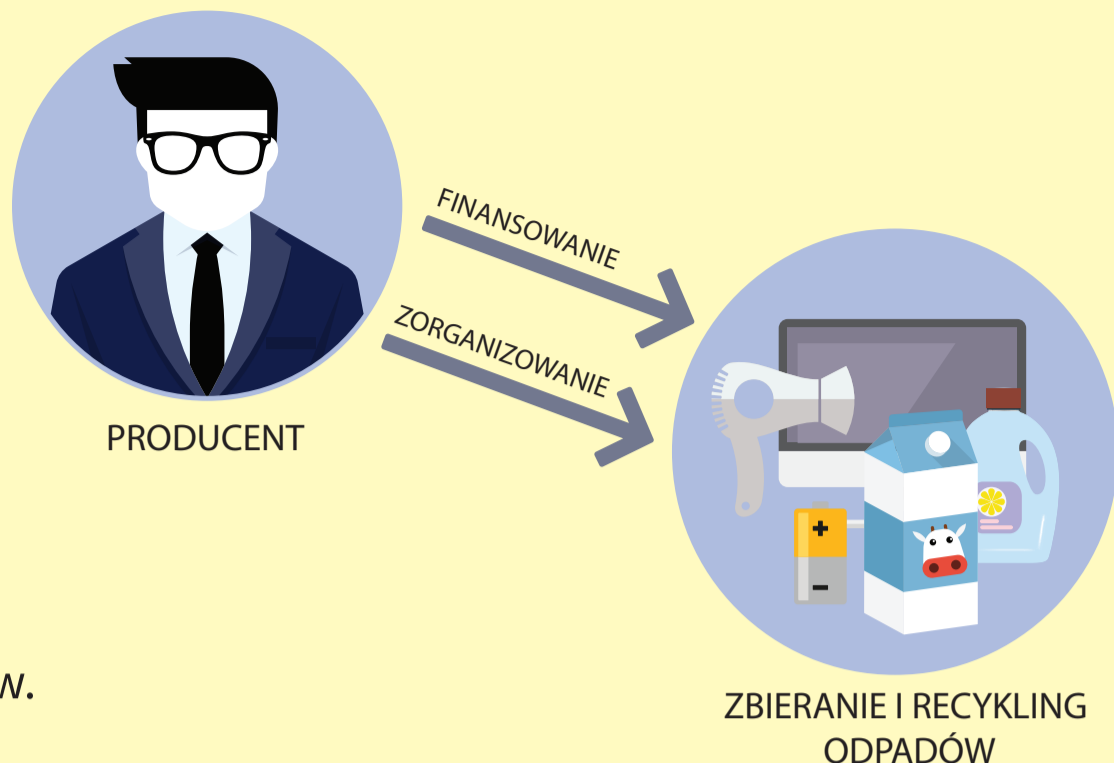 FINANSOWANIE
ZORGANIZOWANIE
PRODUCENT
+
-
w.
ZBIERANIE I RECYKLING
ODPADÓW